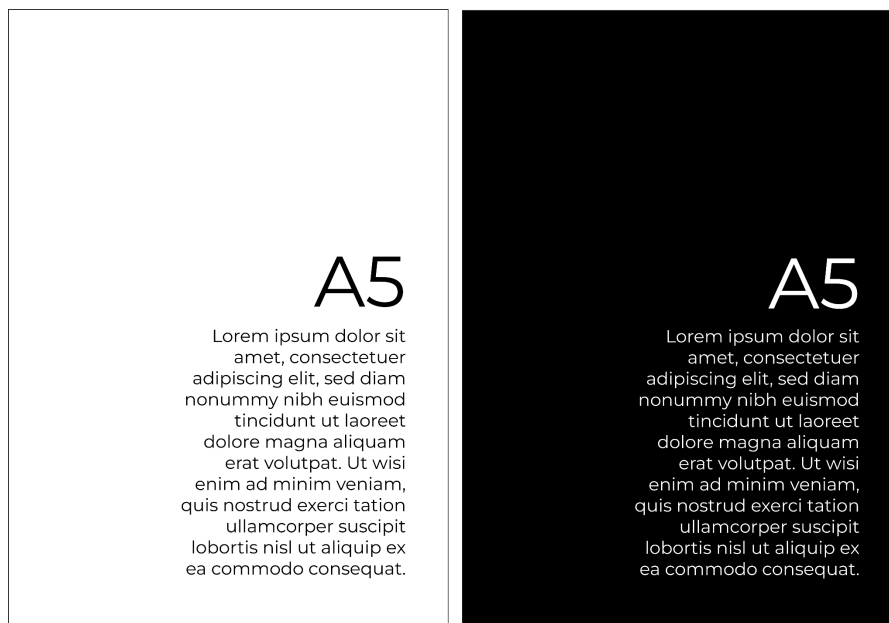 A5
Lorem ipsum dolor sit
amet, consectetuer
adipiscing elit, sed diam
nonummy nibh euismod
tincidunt ut laoreet
dolore magna aliquam
erat volutpat. Ut wisi
enim ad minim veniam,
quis nostrud exerci tation
ullamcorper suscipit
lobortis nisl ut aliquip ex
ea commodo consequat.
A5
Lorem ipsum dolor sit
amet, consectetuer
adipiscing elit, sed diam
nonummy nibh euismod
tincidunt ut laoreet
dolore magna aliquam
erat volutpat. Ut wisi
enim ad minim veniam,
quis nostrud exerci tation
ullamcorper suscipit
lobortis nisl ut aliquip ex
ea commodo consequat.